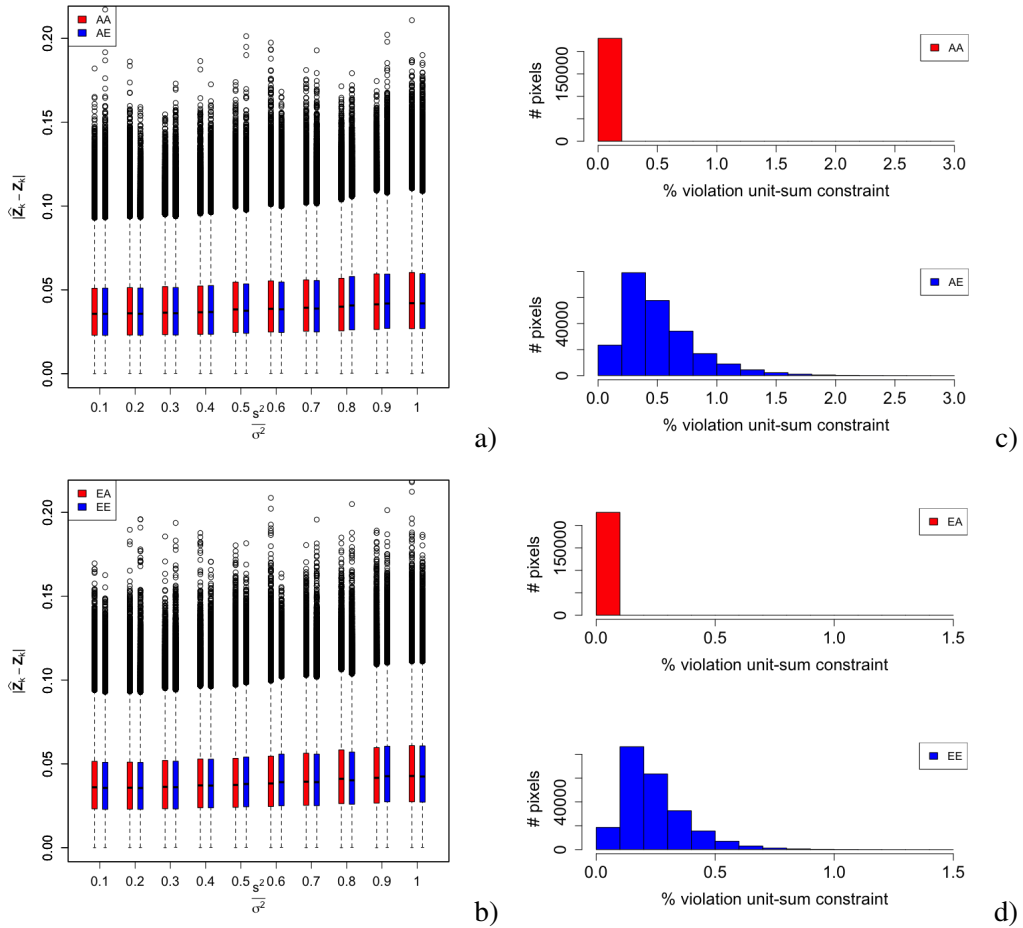 AA
AE
0.20
0.15
0.10
0.05
0.00
|Ẑk − Zk|
0.1 0.2 0.3 0.4 0.5 0.6 0.7 0.8 0.9 1
s²
σ²
a)
AA
# pixels
0 150000
0.0 0.5 1.0 1.5 2.0 2.5 3.0
% violation unit-sum constraint
AE
# pixels
0 40000
0.0 0.5 1.0 1.5 2.0 2.5 3.0
% violation unit-sum constraint
c)
EA
EE
0.20
0.15
0.10
0.05
0.00
|Ẑk − Zk|
0.1 0.2 0.3 0.4 0.5 0.6 0.7 0.8 0.9 1
s²
σ²
b)
EA
# pixels
0 150000
0.0 0.5 1.0 1.5
% violation unit-sum constraint
EE
# pixels
0 40000
0.0 0.5 1.0 1.5
% violation unit-sum constraint
d)